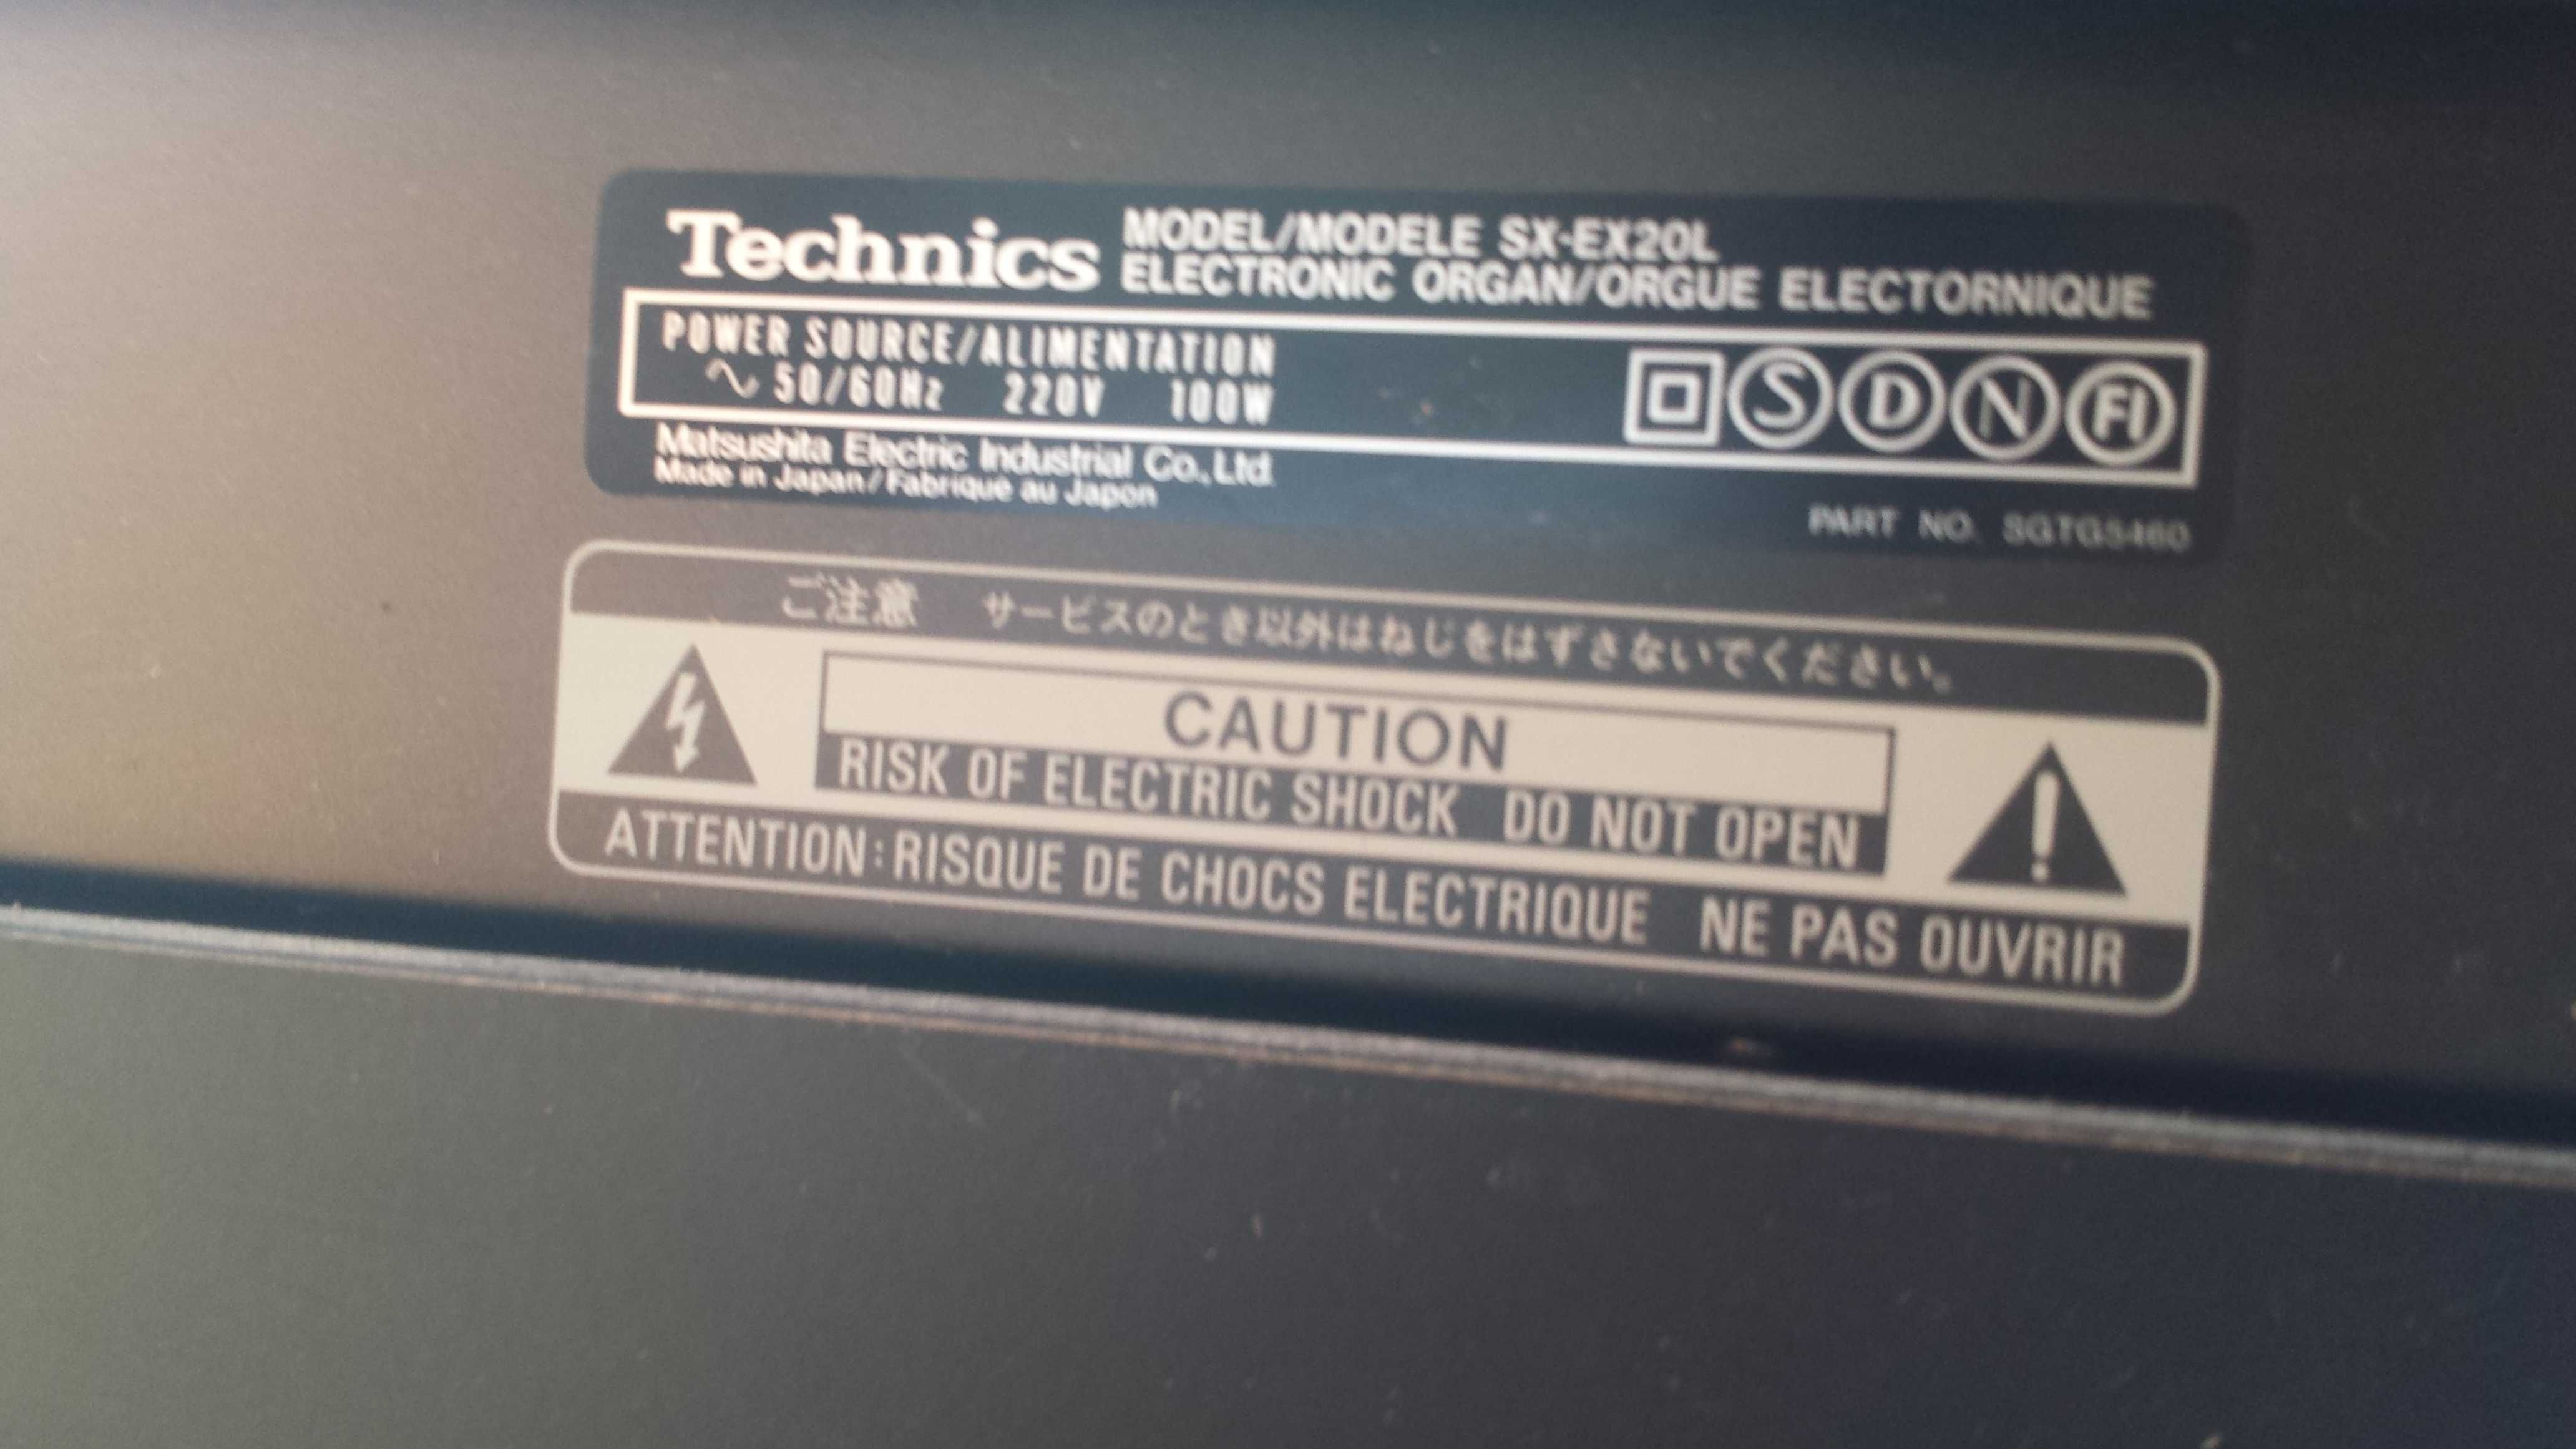 Technics MODEL/MODELE SX-EX20L
ELECTRONIC ORGAN/ORGUE ELECTORNIQUE
POWER SOURCE/ALIMENTATION
~ 50/60Hz 220V 100W
S D N FI
Matsushita Electric Industrial Co., Ltd.
Made in Japan/Fabrique au Japon
PART NO. SGTG5460
ご注意 サービスのとき以外はねじをはずさないでください。
CAUTION
RISK OF ELECTRIC SHOCK DO NOT OPEN
ATTENTION: RISQUE DE CHOCS ELECTRIQUE NE PAS OUVRIR